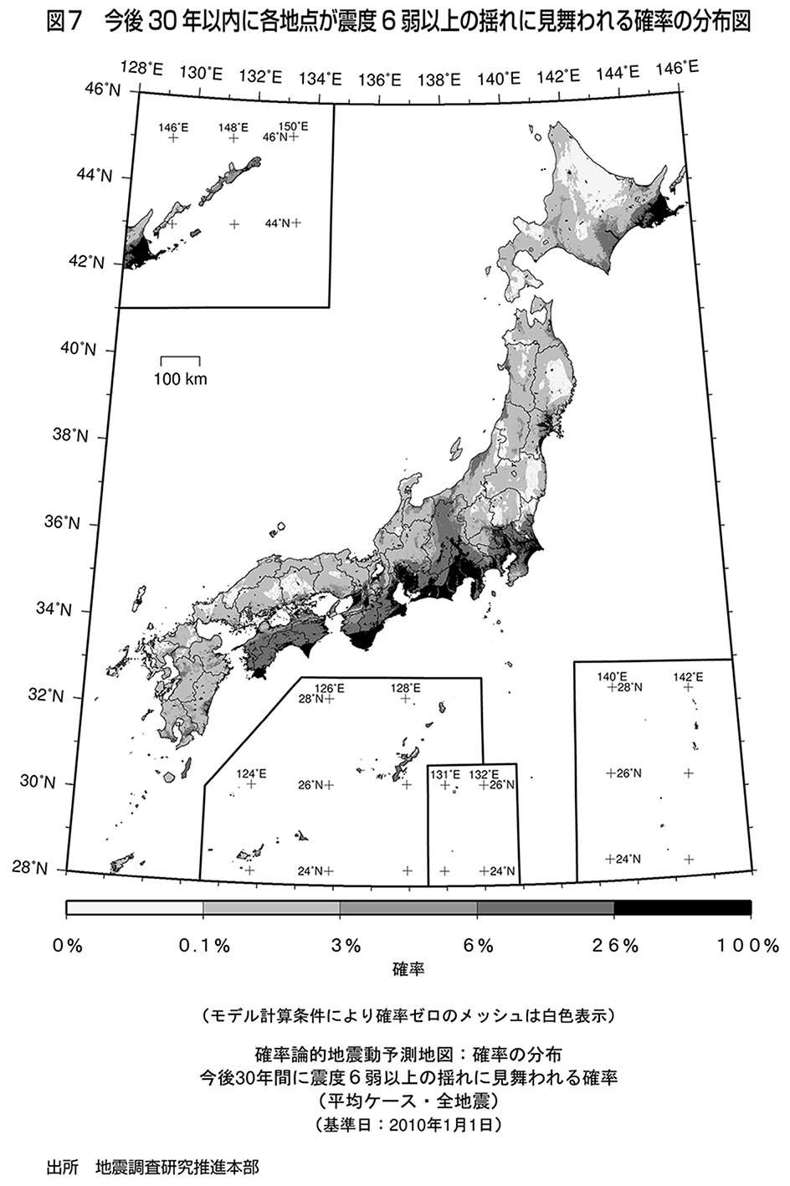 図7　今後30年以内に各地点が震度6弱以上の揺れに見舞われる確率の分布図
128°E 130°E 132°E 134°E 136°E 138°E 140°E 142°E 144°E 146°E
46°N
146°E 148°E 150°E
46°N
44°N
44°N
42°N
40°N
100 km
38°N
36°N
34°N
32°N
126°E 128°E
28°N
140°E 142°E
28°N
30°N
124°E
26°N
131°E 132°E
26°N
26°N
28°N
24°N
24°N
24°N
0% 0.1% 3% 6% 26% 100%
確率
（モデル計算条件により確率ゼロのメッシュは白色表示）
確率論的地震動予測地図：確率の分布
今後30年間に震度6弱以上の揺れに見舞われる確率
（平均ケース・全地震）
（基準日：2010年1月1日）
出所　地震調査研究推進本部